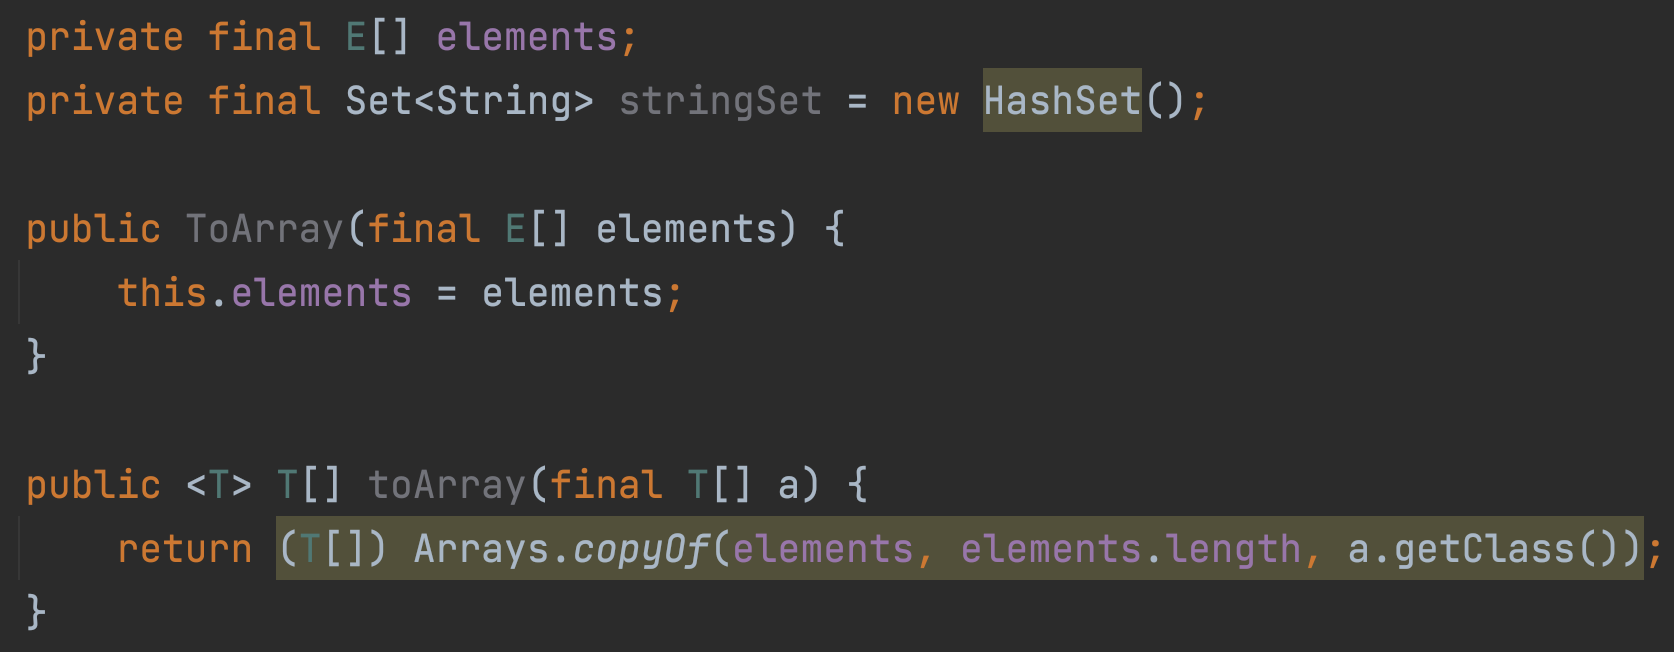 private final E[] elements;
private final Set<String> stringSet = new HashSet();
public ToArray(final E[] elements) {
this.elements = elements;
}
public <T> T[] toArray(final T[] a) {
return (T[]) Arrays.copyOf(elements, elements.length, a.getClass());
}